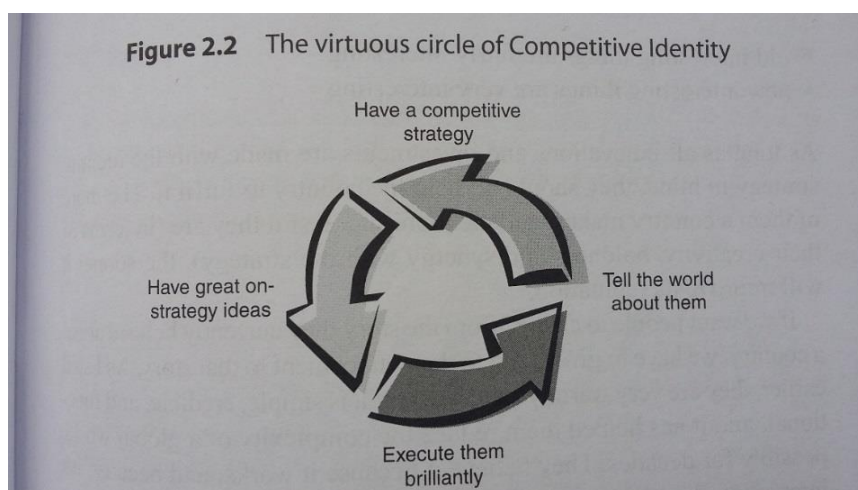 Figure 2.2 The virtuous circle of Competitive Identity
Have a competitive
strategy
Tell the world
about them
Have great on-
strategy ideas
Execute them
brilliantly